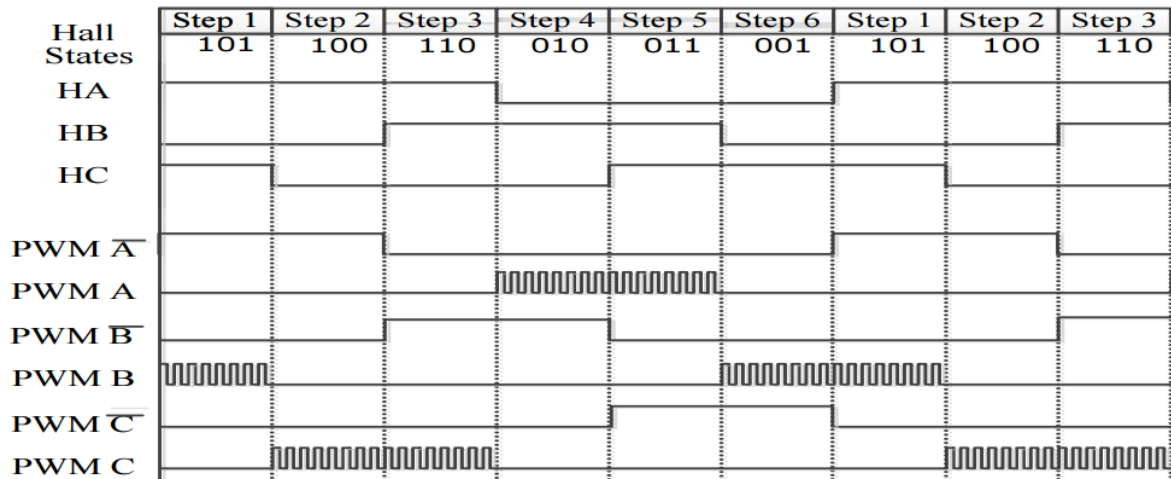 Step 1 Step 2 Step 3 Step 4 Step 5 Step 6 Step 1 Step 2 Step 3
Hall States 101 100 110 010 011 001 101 100 110
HA
HB
HC
PWM A̅
PWM A
PWM B̅
PWM B
PWM C̅
PWM C